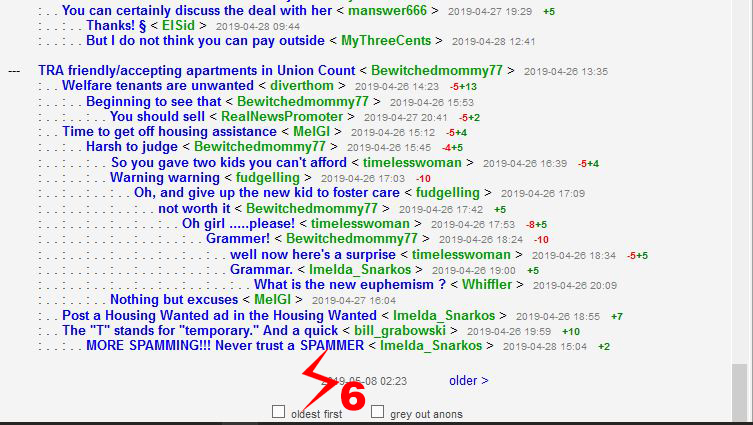 : . . You can certainly discuss the deal with her < manswer666 > 2019-04-27 19:29 +5
: . . : . . Thanks! § < ElSid > 2019-04-28 09:44
: . . : . . But I do not think you can pay outside < MyThreeCents > 2019-04-28 12:41
--- TRA friendly/accepting apartments in Union Count < Bewitchedmommy77 > 2019-04-26 13:35
: . . Welfare tenants are unwanted < diverthom > 2019-04-26 14:23 -5+13
: . . : . . Beginning to see that < Bewitchedmommy77 > 2019-04-26 15:53
: . . : . . : . . You should sell < RealNewsPromoter > 2019-04-27 20:41 -5+2
: . . Time to get off housing assistance < MelGI > 2019-04-26 15:12 -5+4
: . . : . . Harsh to judge < Bewitchedmommy77 > 2019-04-26 15:45 -4+5
: . . : . . : . . So you gave two kids you can't afford < timelesswoman > 2019-04-26 16:39 -5+4
: . . : . . : . . Warning warning < fudgelling > 2019-04-26 17:03 -10
: . . : . . : . . : . . Oh, and give up the new kid to foster care < fudgelling > 2019-04-26 17:09
: . . : . . : . . : . . : . . not worth it < Bewitchedmommy77 > 2019-04-26 17:42 +5
: . . : . . : . . : . . : . . : . . Oh girl .....please! < timelesswoman > 2019-04-26 17:53 -8+5
: . . : . . : . . : . . : . . : . . : . . Grammer! < Bewitchedmommy77 > 2019-04-26 18:24 -10
: . . : . . : . . : . . : . . : . . : . . : . . well now here's a surprise < timelesswoman > 2019-04-26 18:34 -5+5
: . . : . . : . . : . . : . . : . . : . . : . . Grammar. < Imelda_Snarkos > 2019-04-26 19:00 +5
: . . : . . : . . : . . : . . : . . : . . : . . : . . What is the new euphemism ? < Whiffler > 2019-04-26 20:09
: . . : . . : . . Nothing but excuses < MelGI > 2019-04-27 16:04
: . . Post a Housing Wanted ad in the Housing Wanted < Imelda_Snarkos > 2019-04-26 18:55 +7
: . . The "T" stands for "temporary." And a quick < bill_grabowski > 2019-04-26 19:59 +10
: . . : . . MORE SPAMMING!!! Never trust a SPAMMER < Imelda_Snarkos > 2019-04-28 15:04 +2
2019-05-08 02:23 older >
6
oldest first grey out anons